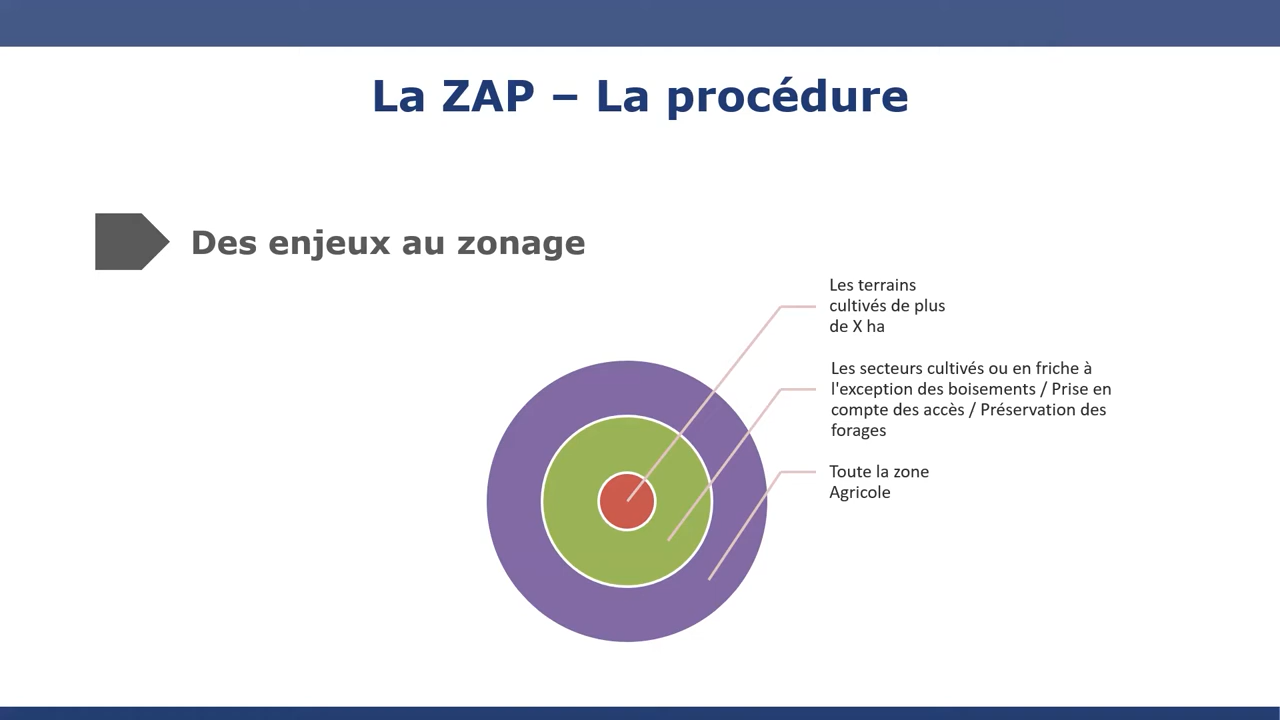 La ZAP – La procédure
Des enjeux au zonage
Les terrains
cultivés de plus
de X ha
Les secteurs cultivés ou en friche à
l'exception des boisements / Prise en
compte des accès / Préservation des
forages
Toute la zone
Agricole